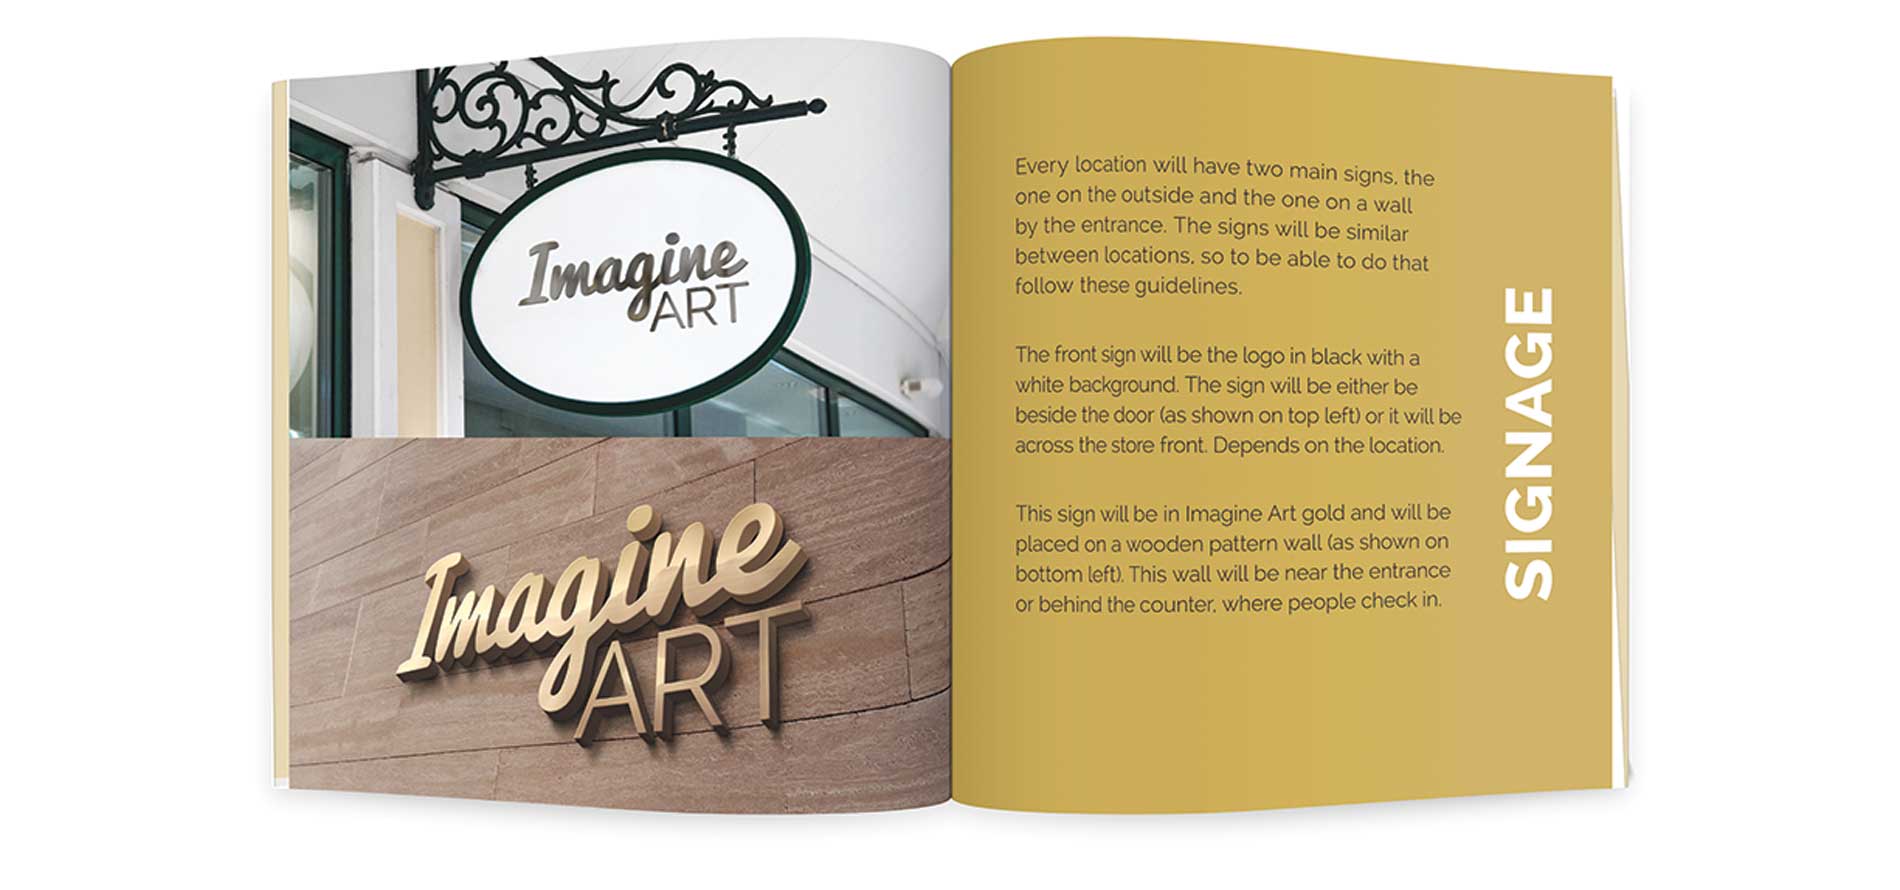 Imagine
ART
Imagine
ART
Every location will have two main signs, the
one on the outside and the one on a wall
by the entrance. The signs will be similar
between locations, so to be able to do that
follow these guidelines.
The front sign will be the logo in black with a
white background. The sign will be either be
beside the door (as shown on top left) or it will be
across the store front. Depends on the location.
This sign will be in Imagine Art gold and will be
placed on a wooden pattern wall (as shown on
bottom left). This wall will be near the entrance
or behind the counter, where people check in.
SIGNAGE